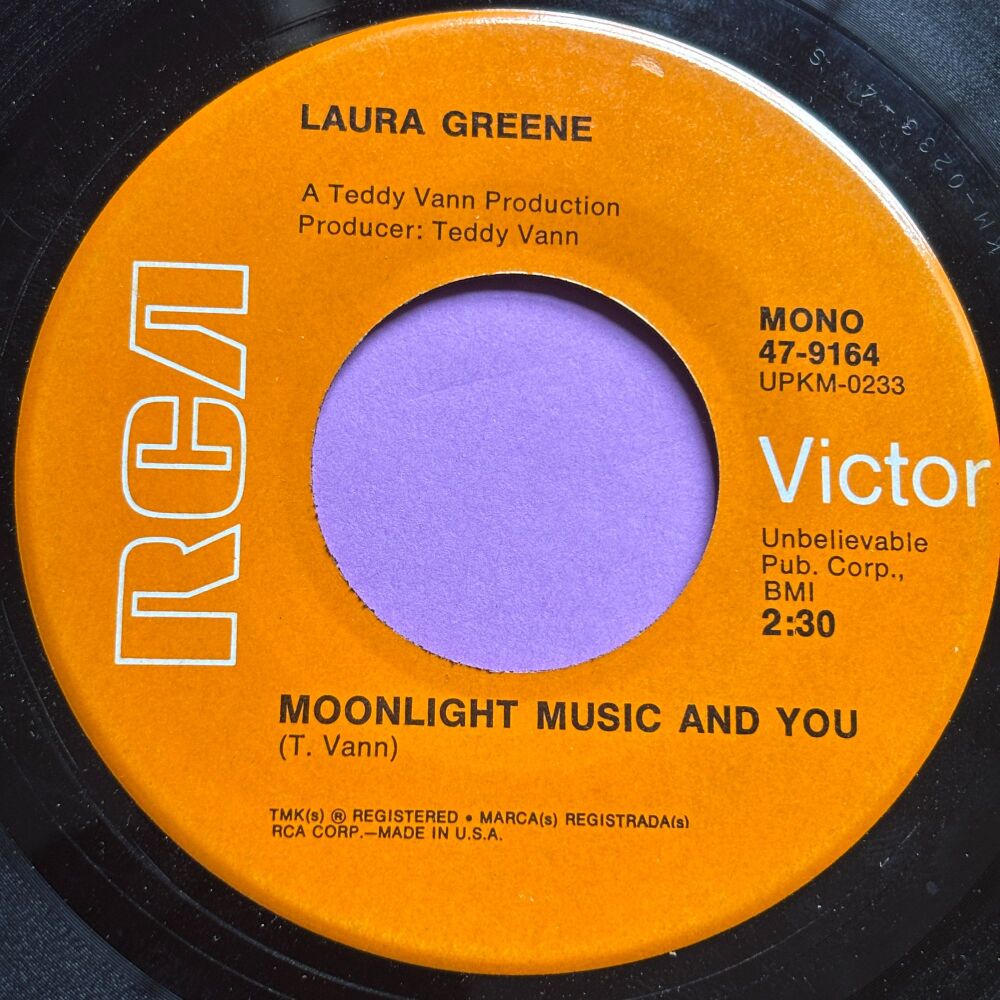 LAURA GREENE
A Teddy Vann Production
Producer: Teddy Vann
RCA
MONO
47-9164
UPKM-0233
Victor
Unbelievable
Pub. Corp.,
BMI
2:30
MOONLIGHT MUSIC AND YOU
(T. Vann)
TMK(s) ® REGISTERED • MARCA(s) REGISTRADA(s)
RCA CORP.—MADE IN U.S.A.